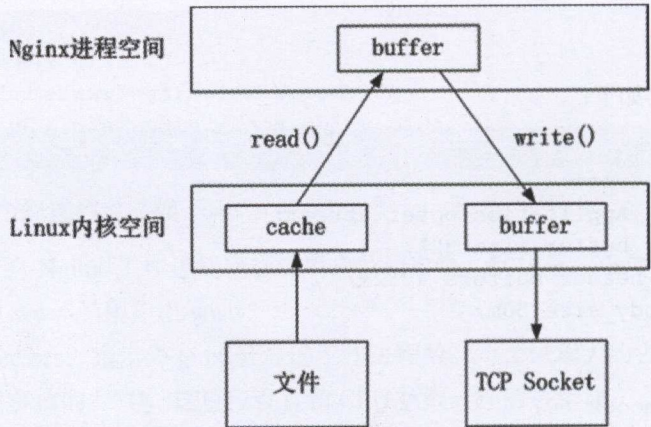 Nginx进程空间
buffer
read()
write()
Linux内核空间
cache
buffer
文件
TCP Socket